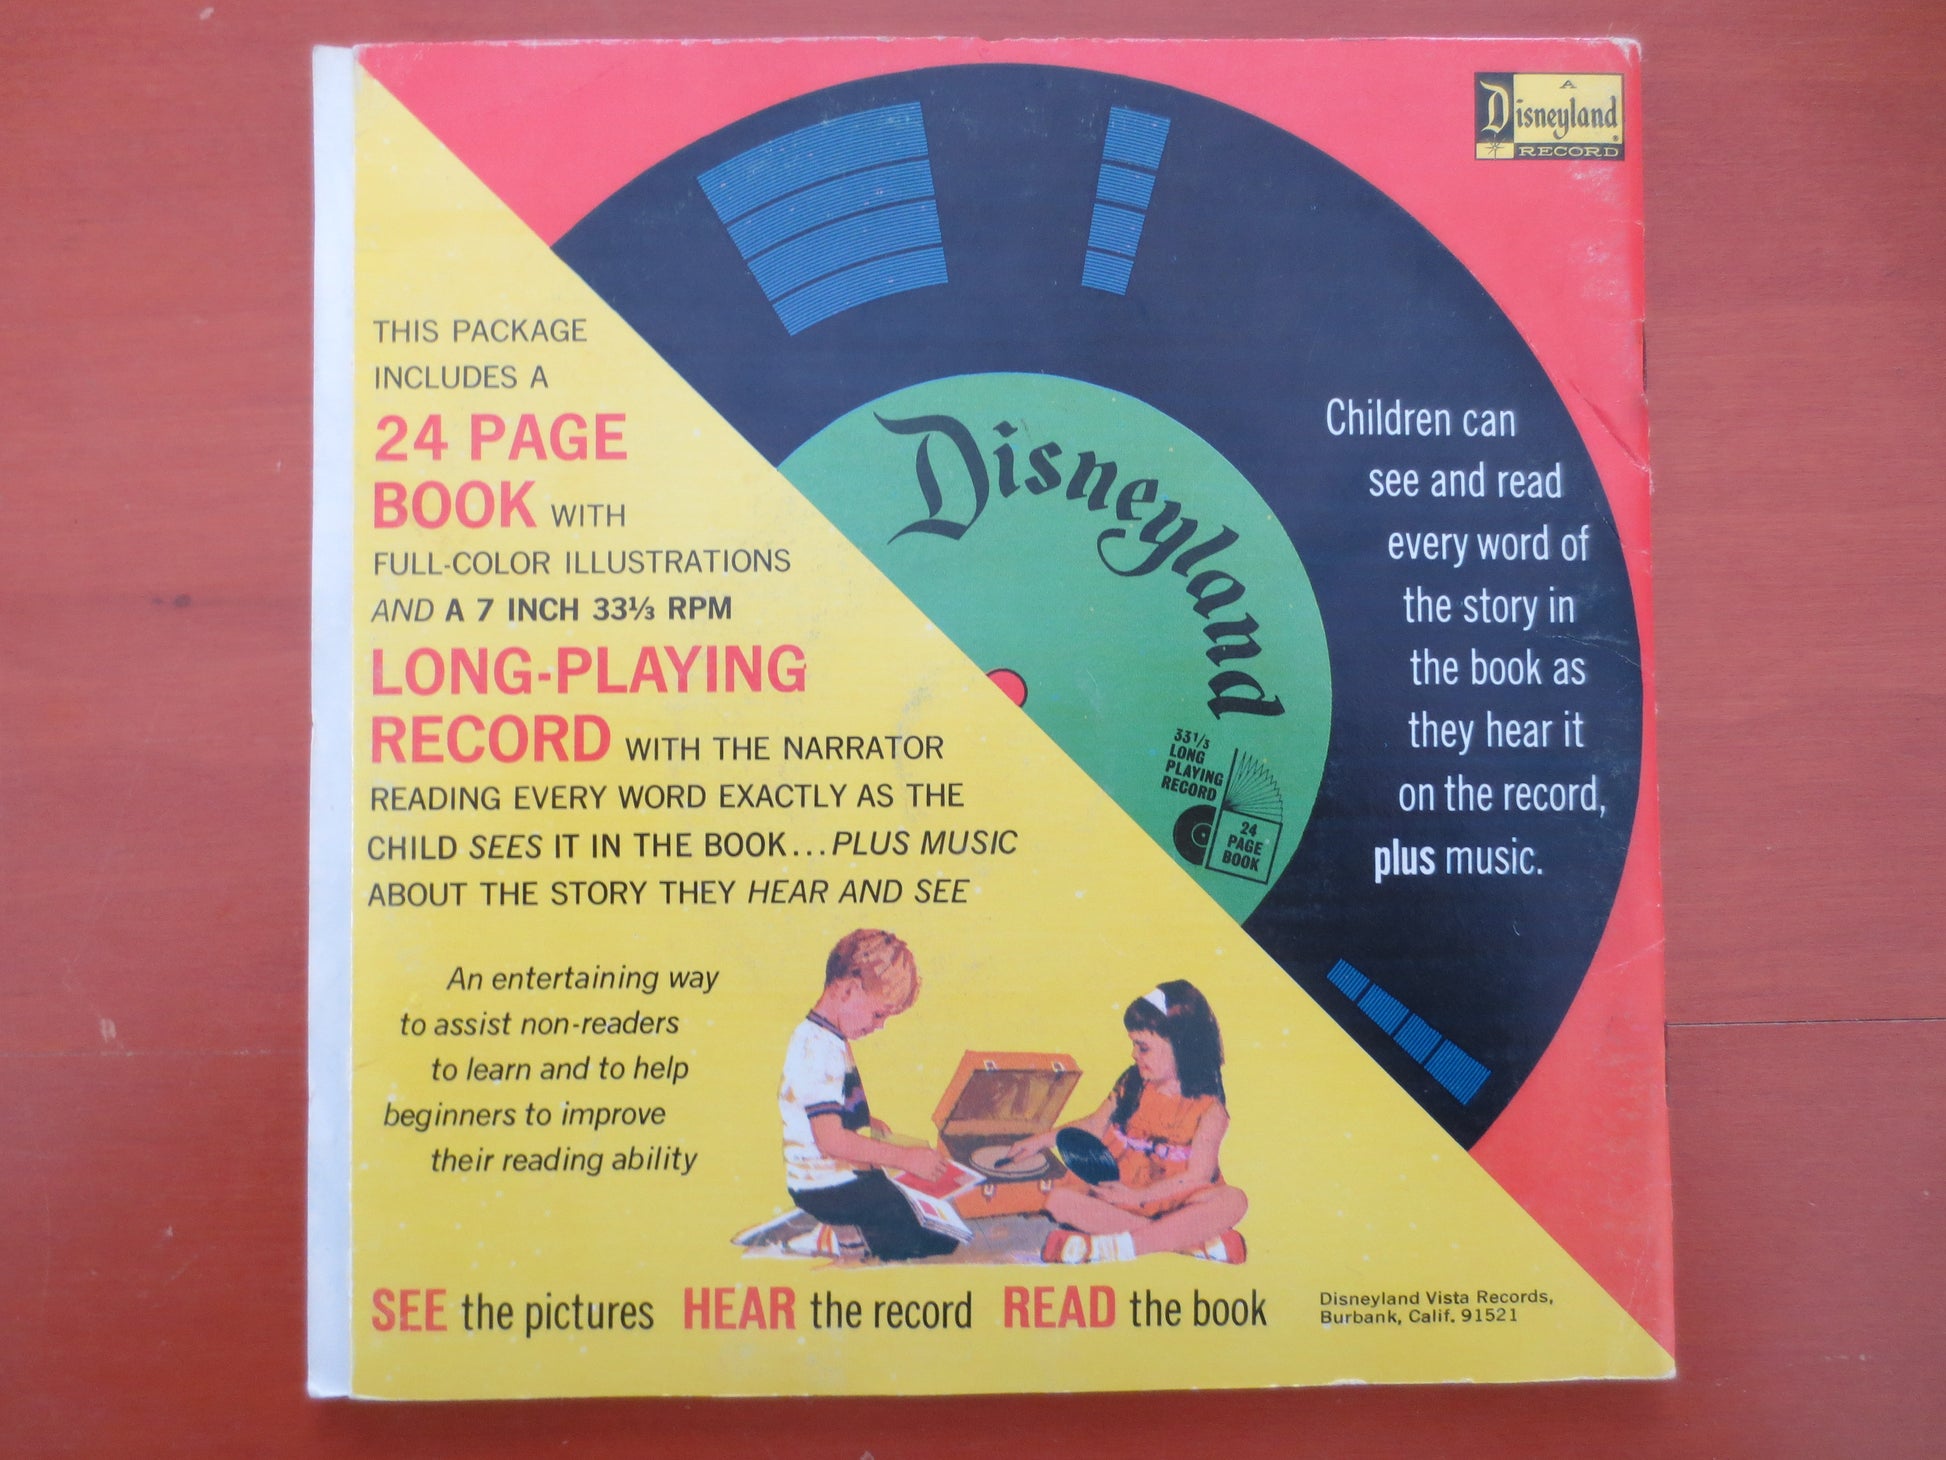 A
Disneyland
RECORD
THIS PACKAGE
INCLUDES A
24 PAGE
BOOK WITH
FULL-COLOR ILLUSTRATIONS
AND A 7 INCH 33⅓ RPM
LONG-PLAYING
RECORD WITH THE NARRATOR
READING EVERY WORD EXACTLY AS THE
CHILD SEES IT IN THE BOOK...PLUS MUSIC
ABOUT THE STORY THEY HEAR AND SEE
Disneyland
33⅓
LONG
PLAYING
RECORD
24
PAGE
BOOK
Children can
see and read
every word of
the story in
the book as
they hear it
on the record,
plus music.
An entertaining way
to assist non-readers
to learn and to help
beginners to improve
their reading ability
SEE the pictures HEAR the record READ the book
Disneyland Vista Records,
Burbank, Calif. 91521